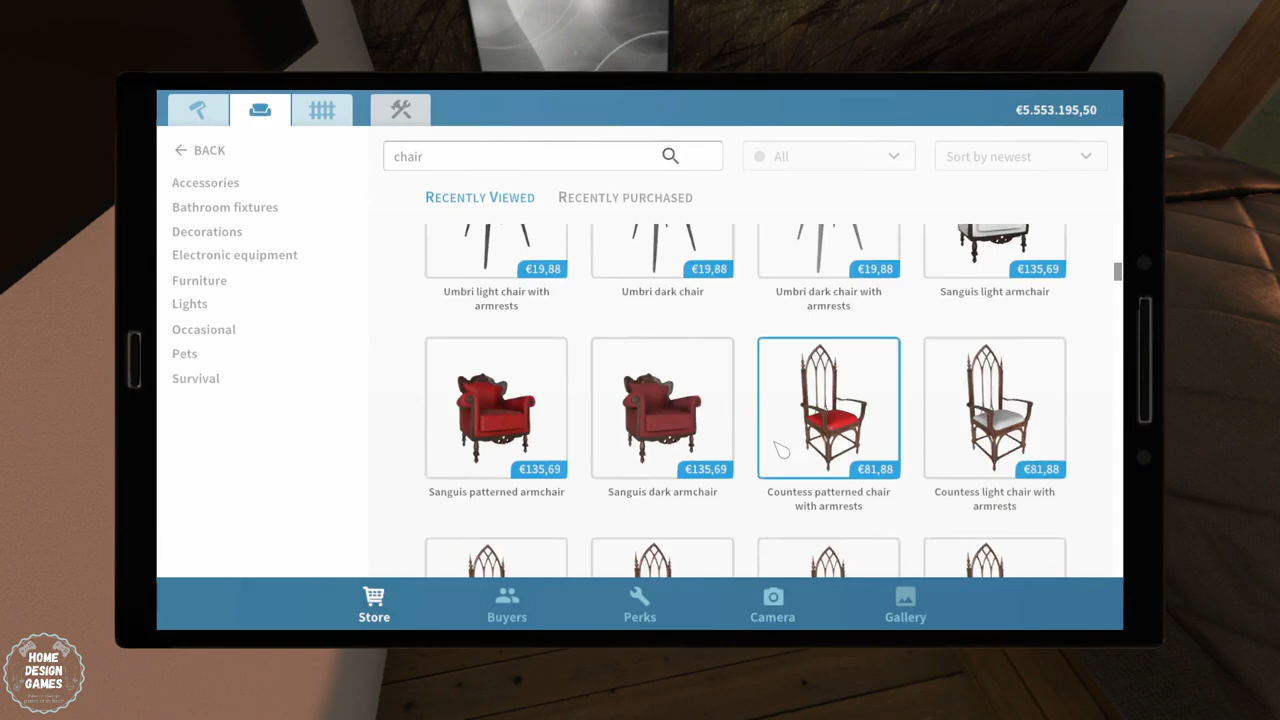 €5.553.195,50
BACK
chair
All
Sort by newest
Accessories
Bathroom fixtures
Decorations
Electronic equipment
Furniture
Lights
Occasional
Pets
Survival
RECENTLY VIEWED
RECENTLY PURCHASED
€19,88
€19,88
€19,88
€135,69
Umbri light chair with
armrests
Umbri dark chair
Umbri dark chair with
armrests
Sanguis light armchair
€135,69
€135,69
€81,88
€81,88
Sanguis patterned armchair
Sanguis dark armchair
Countess patterned chair
with armrests
Countess light chair with
armrests
Store
Buyers
Perks
Camera
Gallery
HOME
DESIGN
GAMES